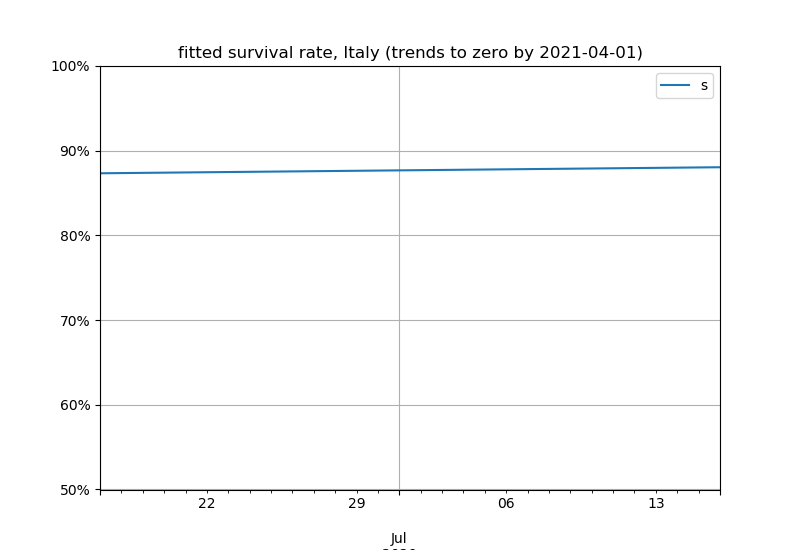 fitted survival rate, Italy (trends to zero by 2021-04-01)
100%
s
90%
80%
70%
60%
50%
22 29 06 13
Jul